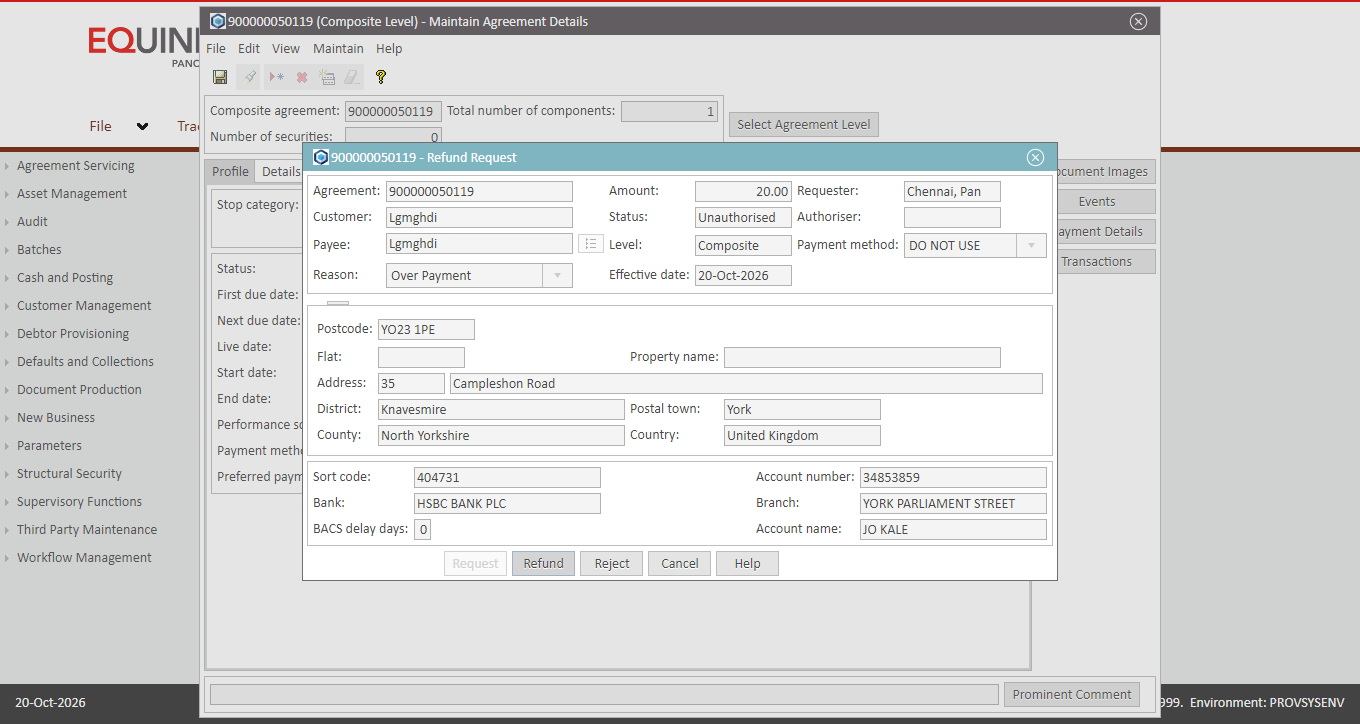 900000050119 (Composite Level) - Maintain Agreement Details
EQUINI
PANO
File Edit View Maintain Help
File
Composite agreement: 900000050119 Total number of components: 1
Number of securities: 0
Select Agreement Level
900000050119 - Refund Request
Agreement Servicing
Asset Management
Audit
Batches
Cash and Posting
Customer Management
Debtor Provisioning
Defaults and Collections
Document Production
New Business
Parameters
Structural Security
Supervisory Functions
Third Party Maintenance
Workflow Management
Profile Details
Stop category:
Status:
First due date:
Next due date:
Live date:
Start date:
End date:
Performance sc
Payment metho
Preferred paym
ocument Images
Events
ayment Details
Transactions
Agreement: 900000050119 Amount: 20.00 Requester: Chennai, Pan
Customer: Lgmghdi Status: Unauthorised Authoriser:
Payee: Lgmghdi Level: Composite Payment method: DO NOT USE
Reason: Over Payment Effective date: 20-Oct-2026
Postcode: YO23 1PE
Flat: Property name:
Address: 35 Campleshon Road
District: Knavesmire Postal town: York
County: North Yorkshire Country: United Kingdom
Sort code: 404731 Account number: 34853859
Bank: HSBC BANK PLC Branch: YORK PARLIAMENT STREET
BACS delay days: 0 Account name: JO KALE
Request Refund Reject Cancel Help
Prominent Comment
20-Oct-2026
999. Environment: PROVSYSENV